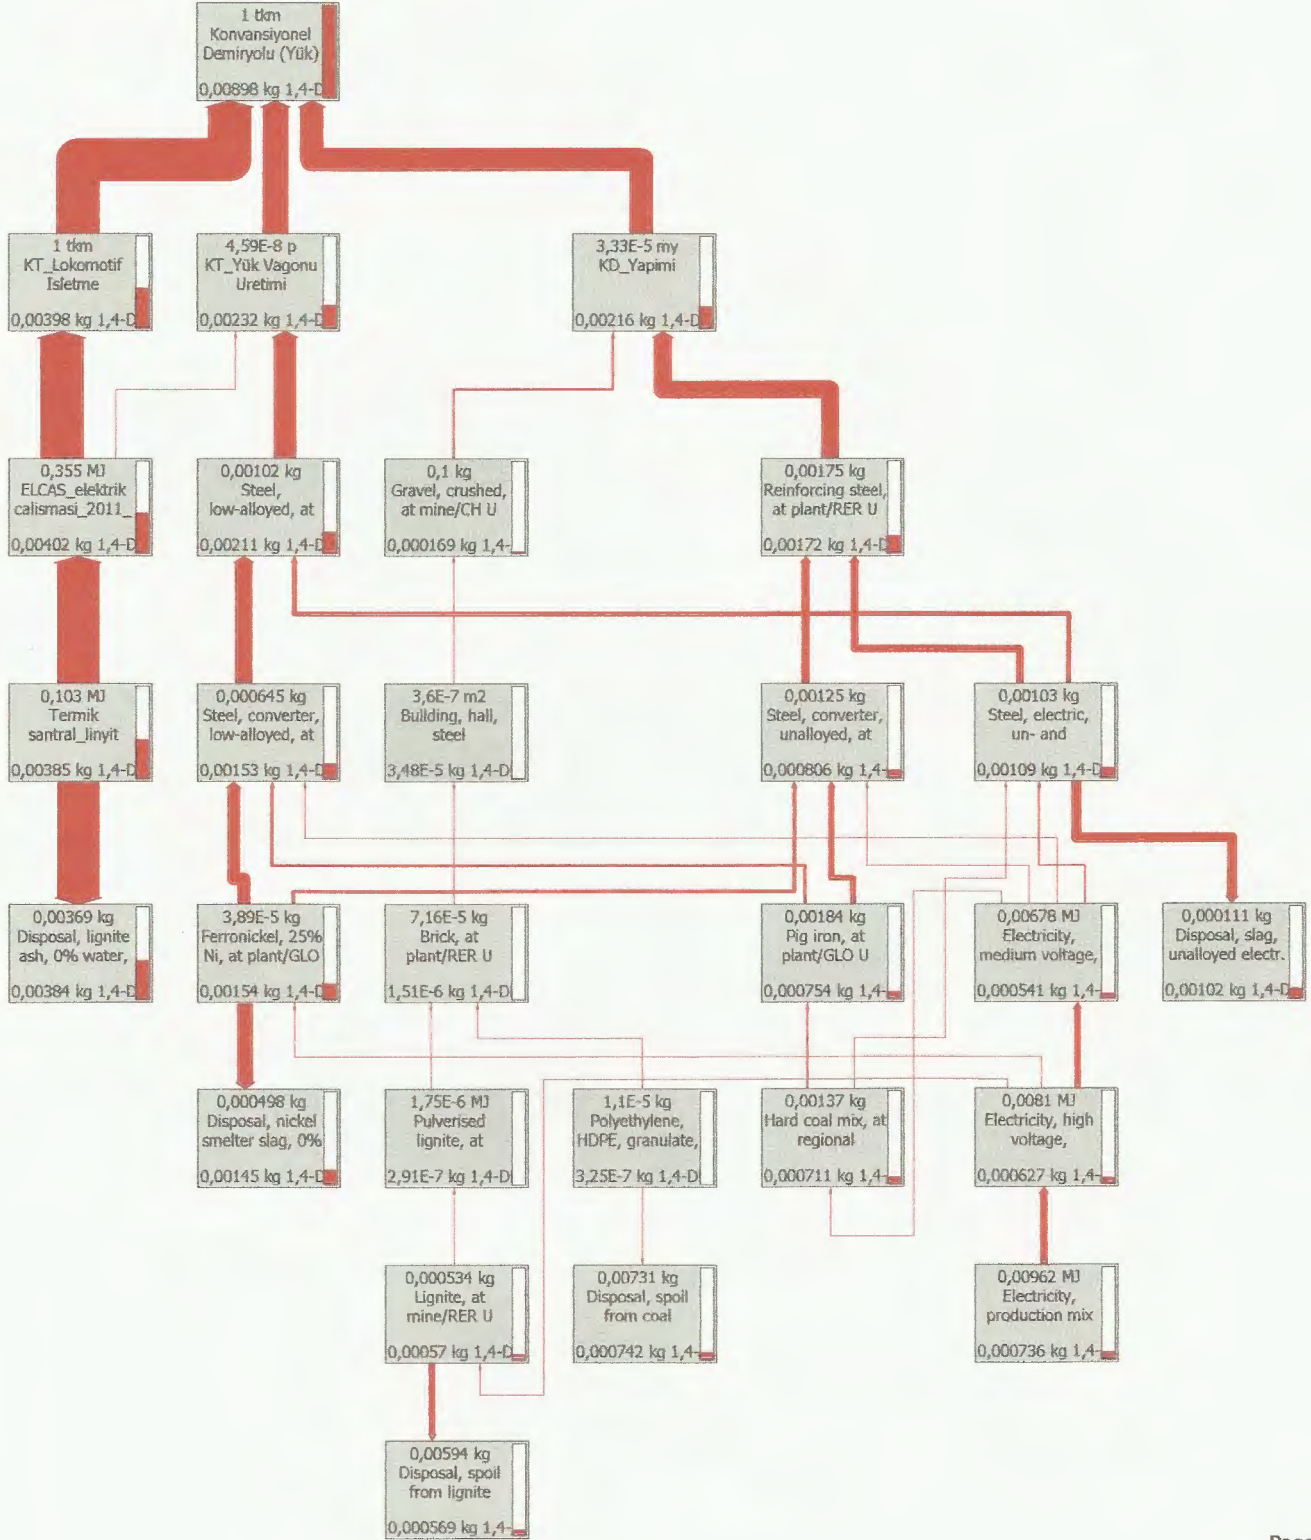 1 tkm
Konvansiyonel
Demiryolu (Yük)
0,00898 kg 1,4-D
1 tkm
KT_Lokomotif
Isletme
0,00398 kg 1,4-D
4,59E-8 p
KT_Yük Vagonu
Uretimi
0,00232 kg 1,4-D
3,33E-5 my
KD_Yapimi
0,00216 kg 1,4-D
0,355 MJ
ELCAS_elektrik
calismasi_2011_
0,00402 kg 1,4-D
0,00102 kg
Steel,
low-alloyed, at
0,00211 kg 1,4-D
0,1 kg
Gravel, crushed,
at mine/CH U
0,000169 kg 1,4-
0,00175 kg
Reinforcing steel,
at plant/RER U
0,00172 kg 1,4-D
0,103 MJ
Termik
santral_linyit
0,00385 kg 1,4-D
0,000645 kg
Steel, converter,
low-alloyed, at
0,00153 kg 1,4-D
3,6E-7 m2
Building, hall,
steel
3,48E-5 kg 1,4-D
0,00125 kg
Steel, converter,
unalloyed, at
0,000806 kg 1,4-
0,00103 kg
Steel, electric,
un- and
0,00109 kg 1,4-D
0,00369 kg
Disposal, lignite
ash, 0% water,
0,00384 kg 1,4-D
3,89E-5 kg
Ferronickel, 25%
Ni, at plant/GLO
0,00154 kg 1,4-D
7,16E-5 kg
Brick, at
plant/RER U
1,51E-6 kg 1,4-D
0,00184 kg
Pig iron, at
plant/GLO U
0,000754 kg 1,4-
0,00678 MJ
Electricity,
medium voltage,
0,000541 kg 1,4-
0,000111 kg
Disposal, slag,
unalloyed electr.
0,00102 kg 1,4-D
0,000498 kg
Disposal, nickel
smelter slag, 0%
0,00145 kg 1,4-D
1,75E-6 MJ
Pulverised
lignite, at
2,91E-7 kg 1,4-D
1,1E-5 kg
Polyethylene,
HDPE, granulate,
3,25E-7 kg 1,4-D
0,00137 kg
Hard coal mix, at
regional
0,000711 kg 1,4-
0,0081 MJ
Electricity, high
voltage,
0,000627 kg 1,4-
0,000534 kg
Lignite, at
mine/RER U
0,00057 kg 1,4-D
0,00731 kg
Disposal, spoil
from coal
0,000742 kg 1,4-
0,00962 MJ
Electricity,
production mix
0,000736 kg 1,4-
0,00594 kg
Disposal, spoil
from lignite
0,000569 kg 1,4-